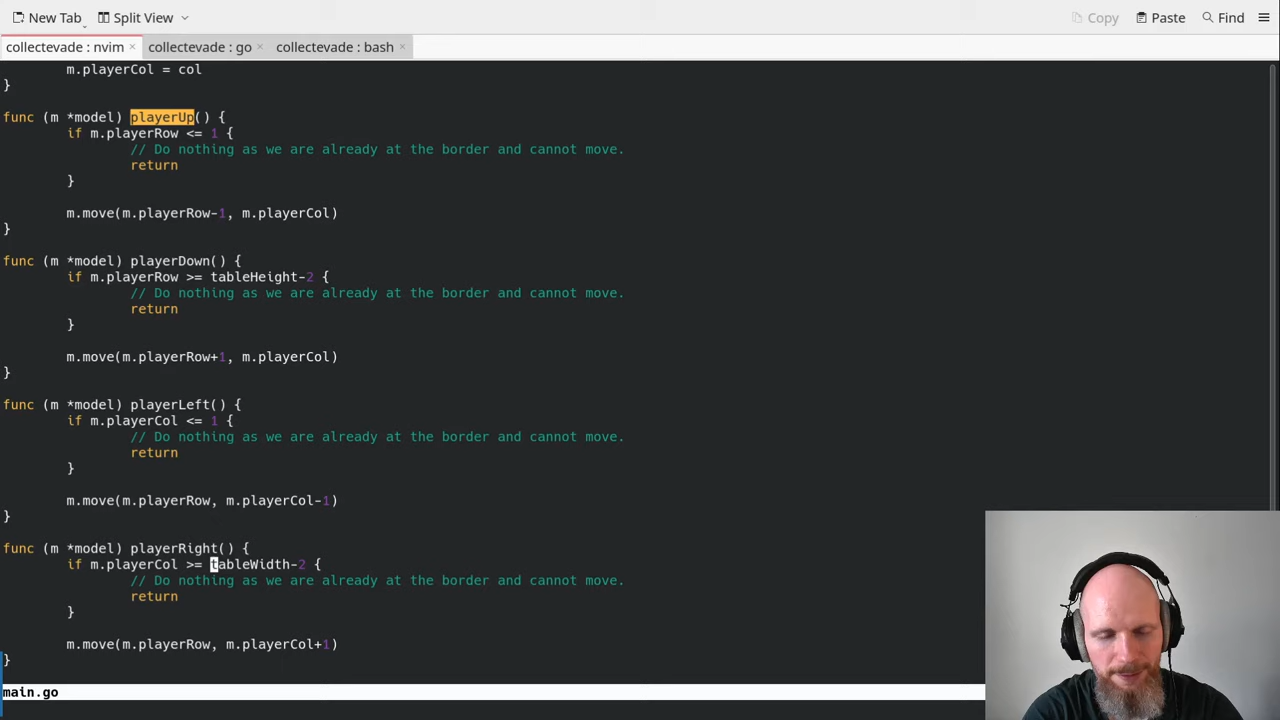 New Tab Split View Copy Paste Find
collectevade : nvim collectevade : go collectevade : bash
m.playerCol = col
}
func (m *model) playerUp() {
if m.playerRow <= 1 {
// Do nothing as we are already at the border and cannot move.
return
}
m.move(m.playerRow-1, m.playerCol)
}
func (m *model) playerDown() {
if m.playerRow >= tableHeight-2 {
// Do nothing as we are already at the border and cannot move.
return
}
m.move(m.playerRow+1, m.playerCol)
}
func (m *model) playerLeft() {
if m.playerCol <= 1 {
// Do nothing as we are already at the border and cannot move.
return
}
m.move(m.playerRow, m.playerCol-1)
}
func (m *model) playerRight() {
if m.playerCol >= tableWidth-2 {
// Do nothing as we are already at the border and cannot move.
return
}
m.move(m.playerRow, m.playerCol+1)
}
main.go